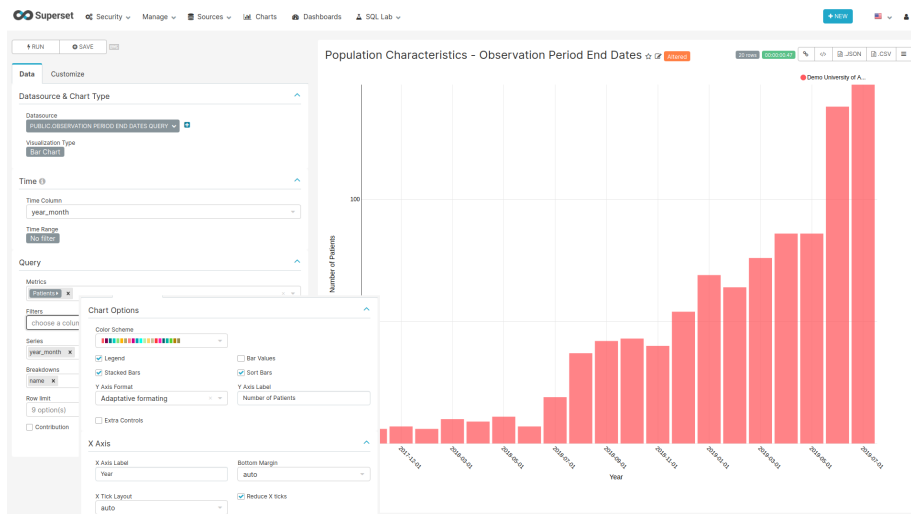 Superset Security Manage Sources Charts Dashboards SQL Lab + NEW
RUN SAVE
Data Customize
Datasource & Chart Type
Datasource
PUBLIC.OBSERVATION PERIOD END DATES QUERY
Visualization Type
Bar Chart
Time
Time Column
year_month
Time Range
No filter
Query
Metrics
Patients
Filters
choose a colum
Series
year_month
Breakdowns
name
Row limit
9 option(s)
Contribution
Chart Options
Color Scheme
Legend Bar Values
Stacked Bars Sort Bars
Y Axis Format Y Axis Label
Adaptative formating Number of Patients
Extra Controls
X Axis
X Axis Label Bottom Margin
Year auto
X Tick Layout Reduce X ticks
auto
Population Characteristics - Observation Period End Dates Altered
20 rows 00:00:00.47 </> .JSON .CSV
Demo University of A...
100
Number of Patients
2017-12-01 2018-03-01 2018-05-01 2018-07-01 2018-09-01 2018-11-01 2019-01-01 2019-03-01 2019-05-01 2019-07-01
Year